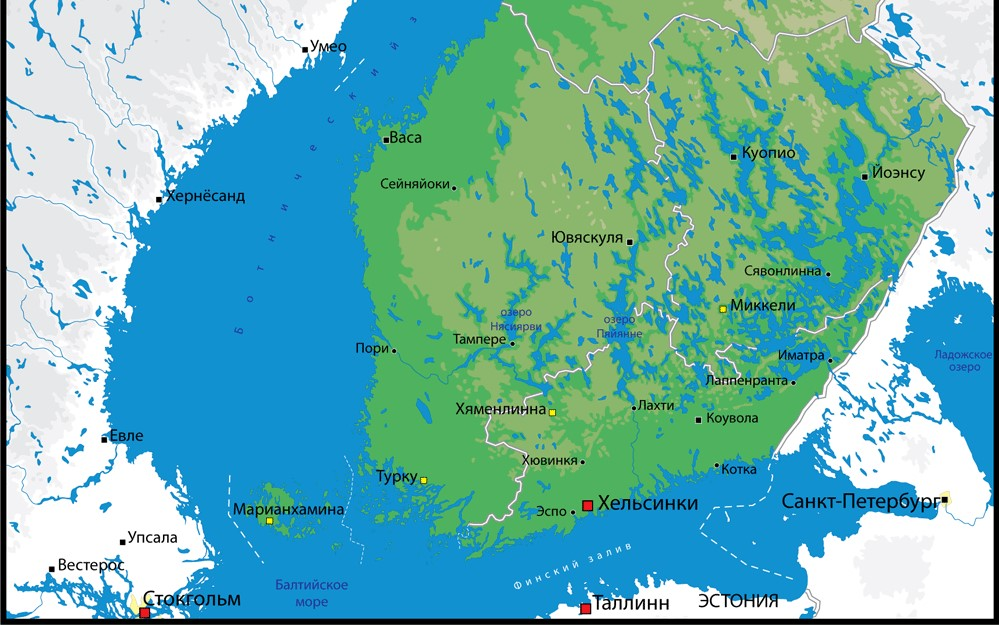 Умео
Васа
Куопио
Йоэнсу
Сейняйоки
Хернёсанд
Ювяскуля
Сявонлинна
Миккели
озеро
Нясиярви
озеро
Пяйянне
Тампере
Пори
Иматра
Ладожское
озеро
Лаппенранта
Хяменлинна
Лахти
Коувола
Евле
Хювинкя
Котка
Турку
Марианхамина
Эспо
Хельсинки
Санкт-Петербург
Упсала
Вестерос
Финский залив
Балтийское
море
Стокгольм
Таллинн
ЭСТОНИЯ
Ботнический з